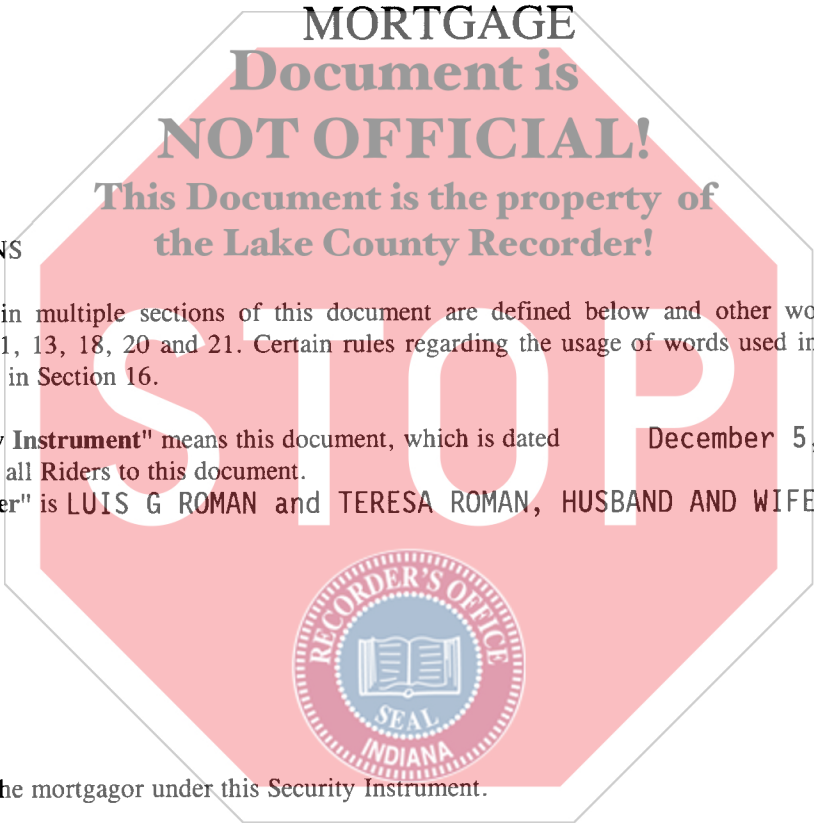 MORTGAGE
Document is
NOT OFFICIAL!
This Document is the property of
the Lake County Recorder!
NS
in multiple sections of this document are defined below and other wo
1, 13, 18, 20 and 21. Certain rules regarding the usage of words used in
in Section 16.
y Instrument" means this document, which is dated December 5,
all Riders to this document.
er" is LUIS G ROMAN and TERESA ROMAN, HUSBAND AND WIFE
STOP
RECORDER'S OFFICE
SEAL
INDIANA
he mortgagor under this Security Instrument.